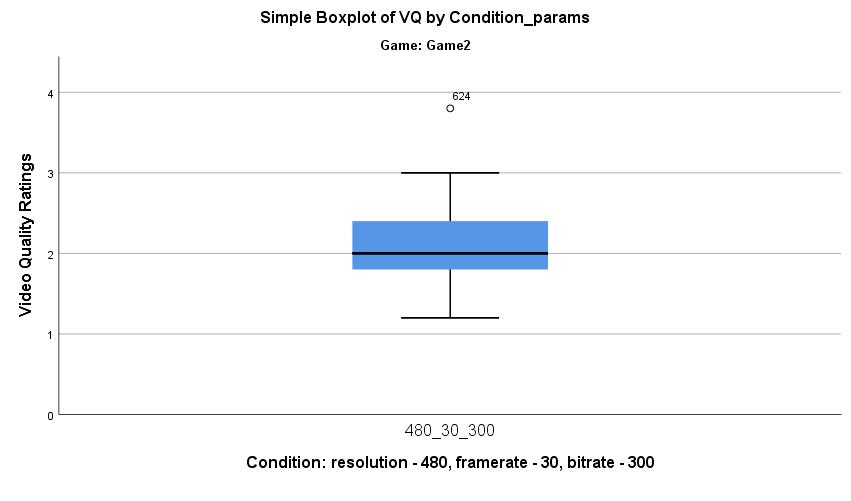 Simple Boxplot of VQ by Condition_params
Game: Game2
Video Quality Ratings
4
3
2
1
0
624
480_30_300
Condition: resolution - 480, framerate - 30, bitrate - 300